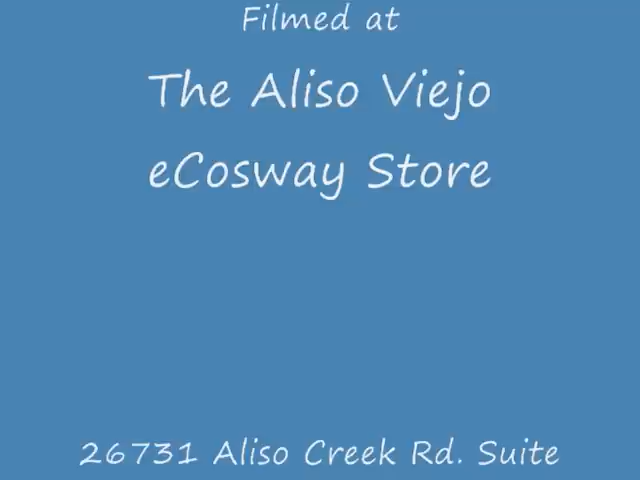 Filmed at
The Aliso Viejo
eCosway Store
26731 Aliso Creek Rd. Suite